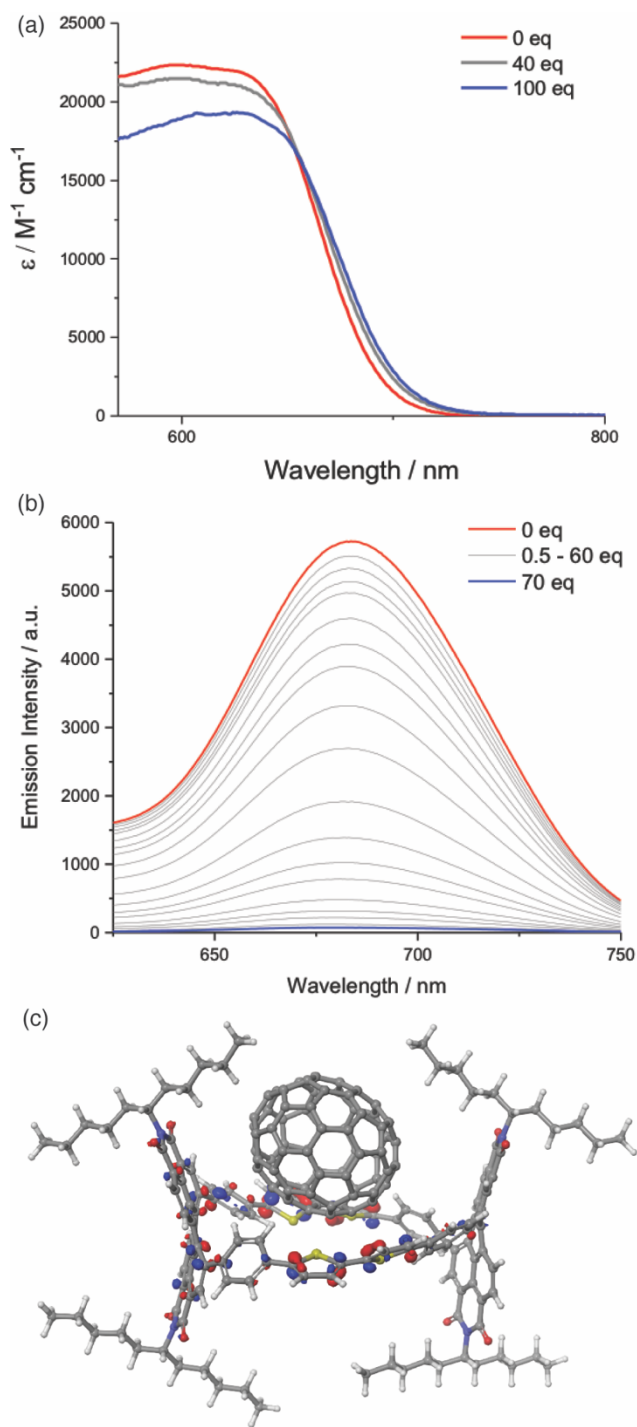 (a)
25000
20000
15000
10000
5000
0
ε / M-1 cm-1
0 eq
40 eq
100 eq
600
800
Wavelength / nm
(b)
6000
5000
4000
3000
2000
1000
0
Emission Intensity / a.u.
0 eq
0.5 - 60 eq
70 eq
650
700
750
Wavelength / nm
(c)